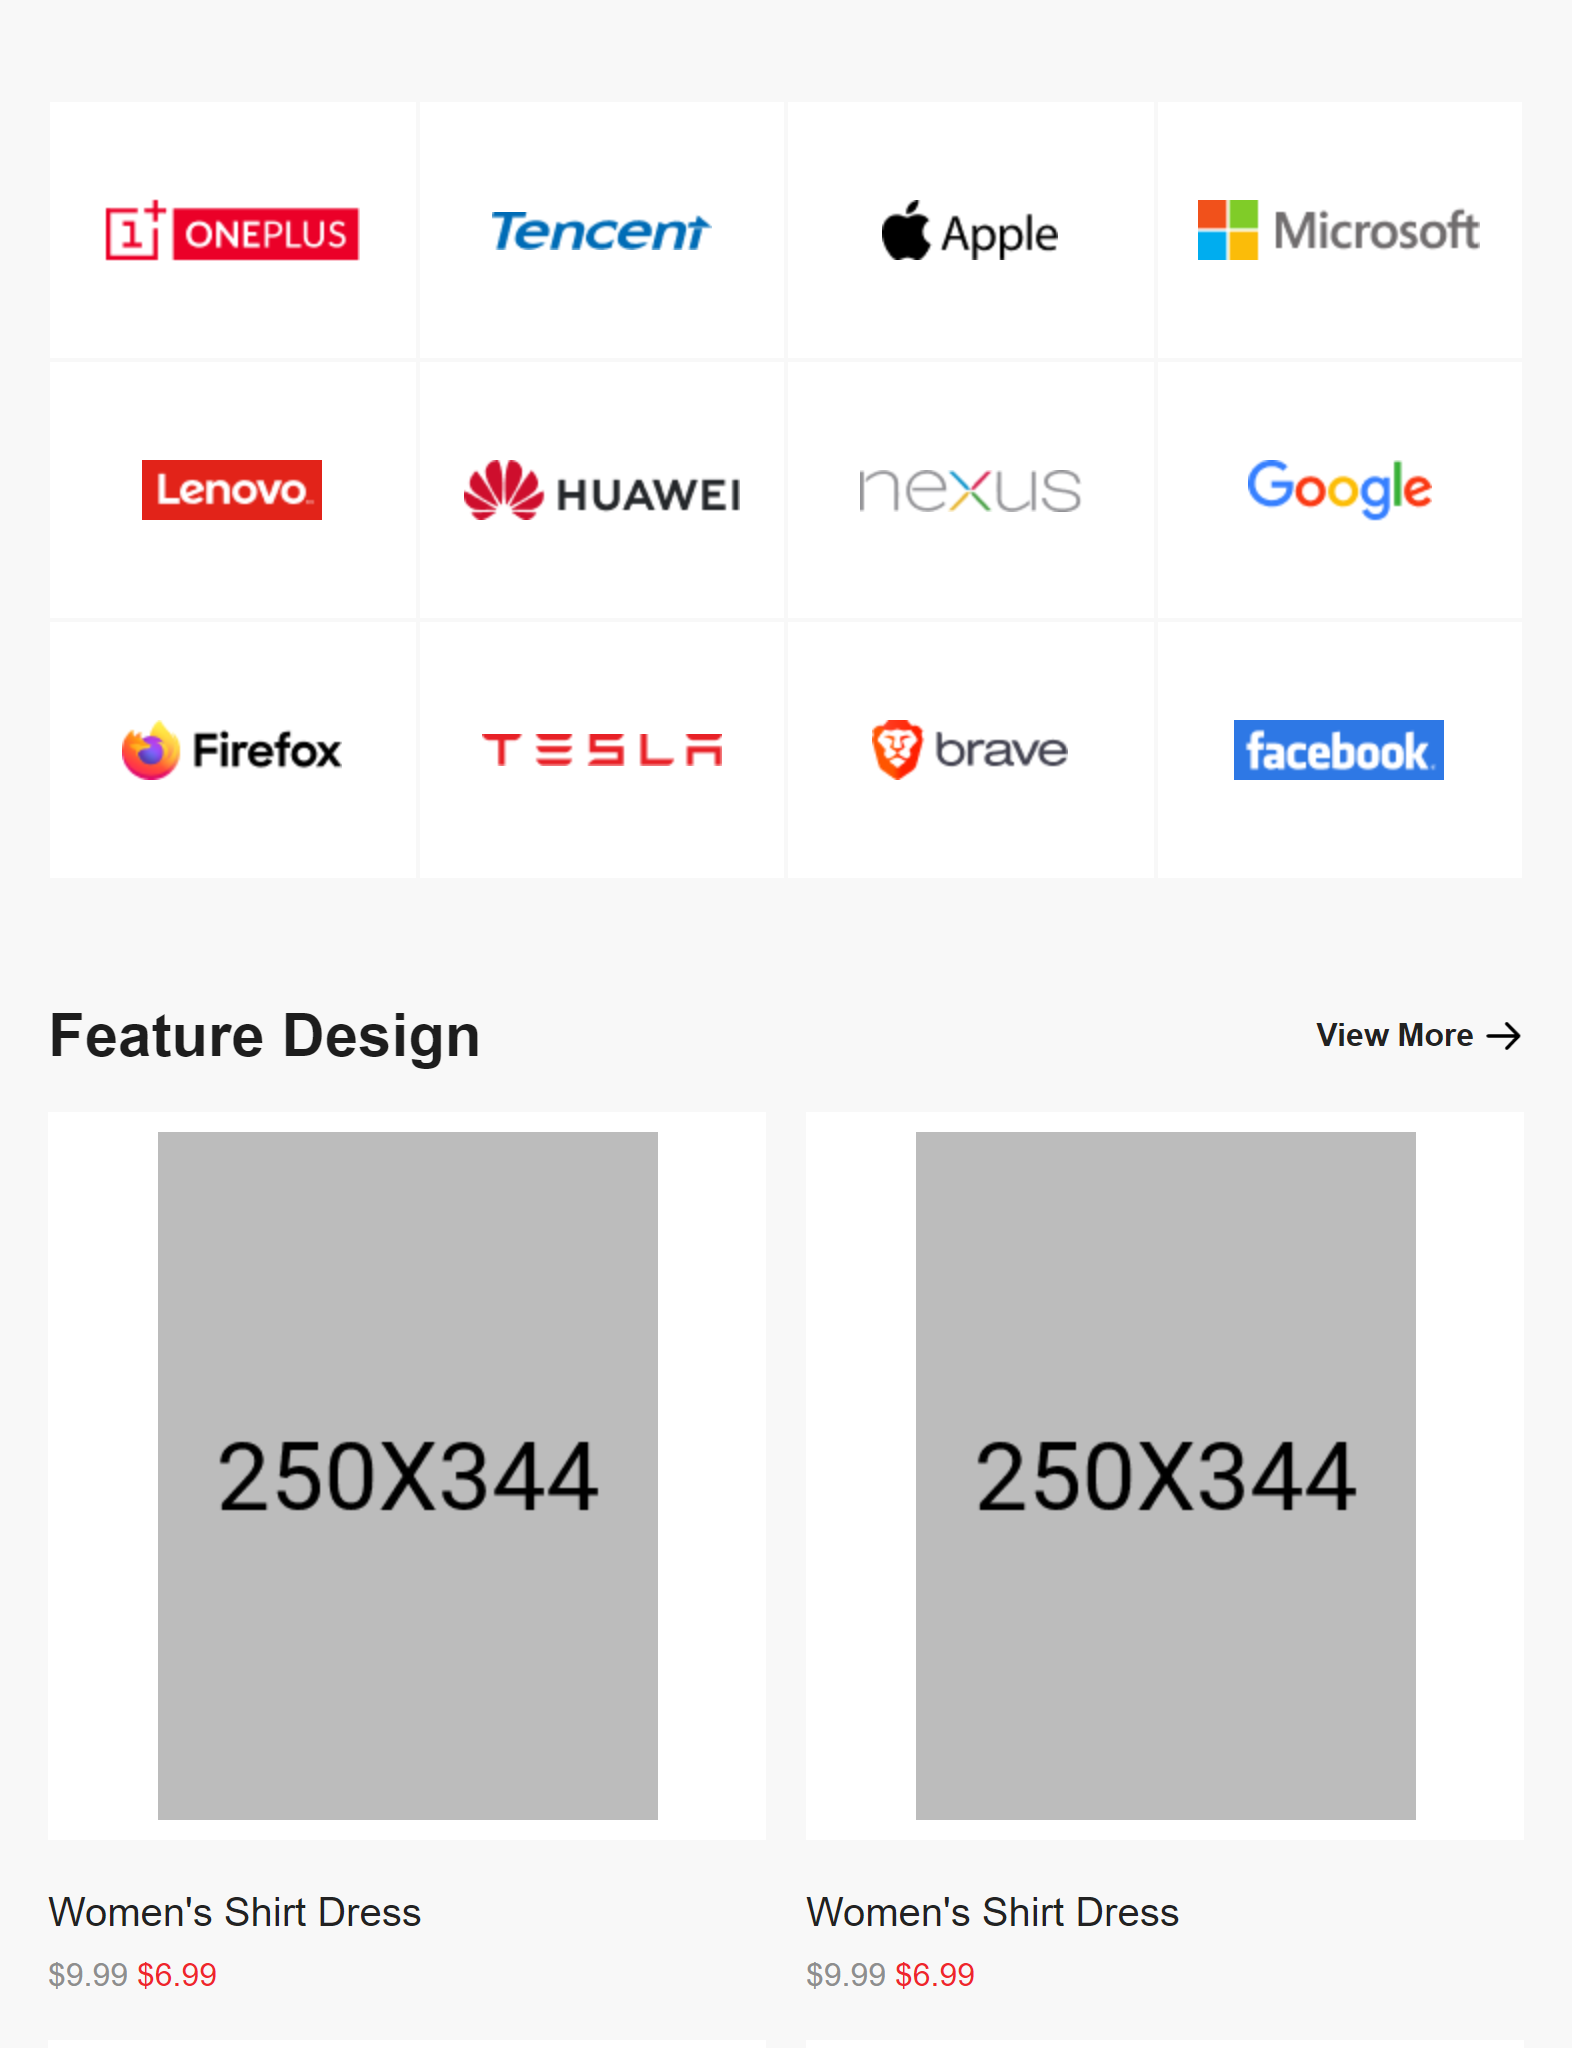 1+ ONEPLUS
Tencent
Apple
Microsoft
Lenovo
HUAWEI
nexus
Google
Firefox
TESLA
brave
facebook
Feature Design
View More
250X344
250X344
Women's Shirt Dress
Women's Shirt Dress
$9.99 $6.99
$9.99 $6.99